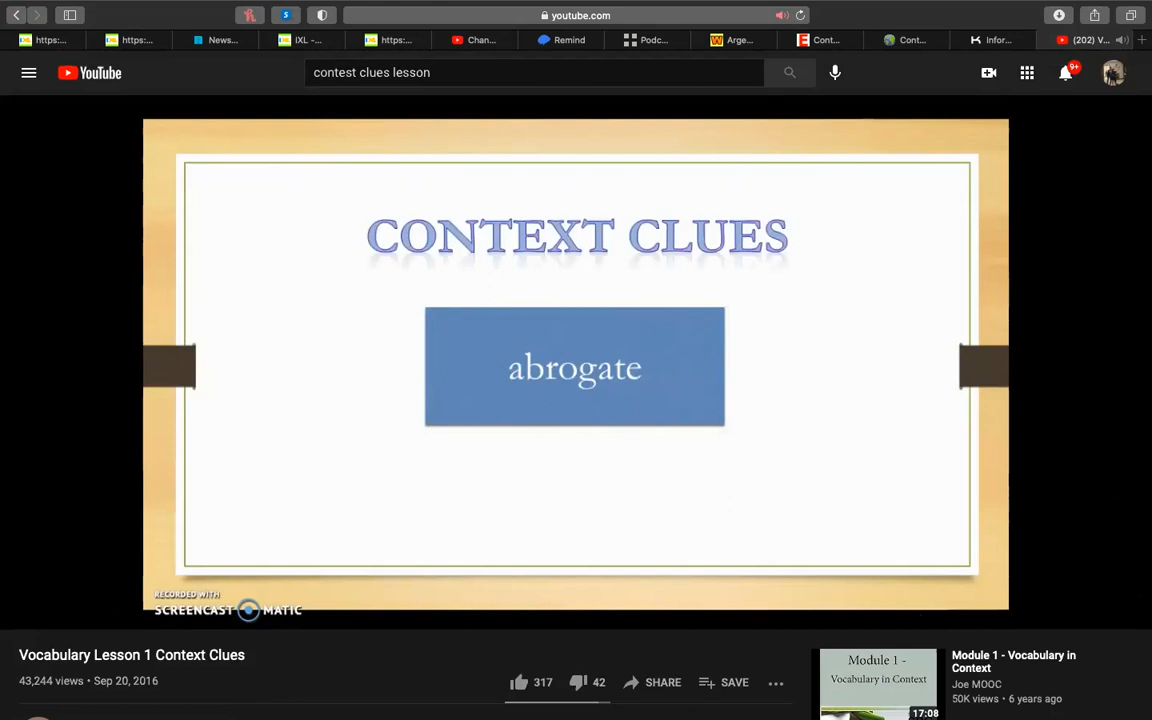 youtube.com
https:...
https:...
News...
IXL -...
https:...
Chan...
Remind
Podc...
Arge...
Cont...
Cont...
Infor...
(202) V...
YouTube
contest clues lesson
9+
CONTEXT CLUES
abrogate
RECORDED WITH
SCREENCAST MATIC
Vocabulary Lesson 1 Context Clues
43,244 views • Sep 20, 2016
317
42
SHARE
SAVE
Module 1 -
Vocabulary in Context
17:08
Module 1 - Vocabulary in
Context
Joe MOOC
50K views • 6 years ago